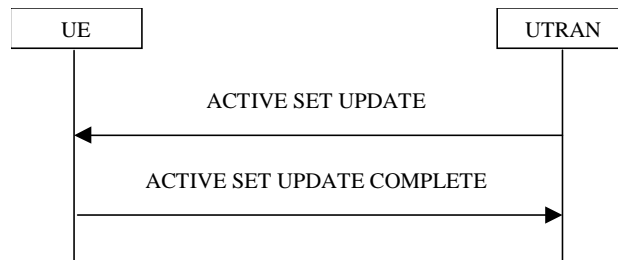 UE
UTRAN
ACTIVE SET UPDATE
ACTIVE SET UPDATE COMPLETE